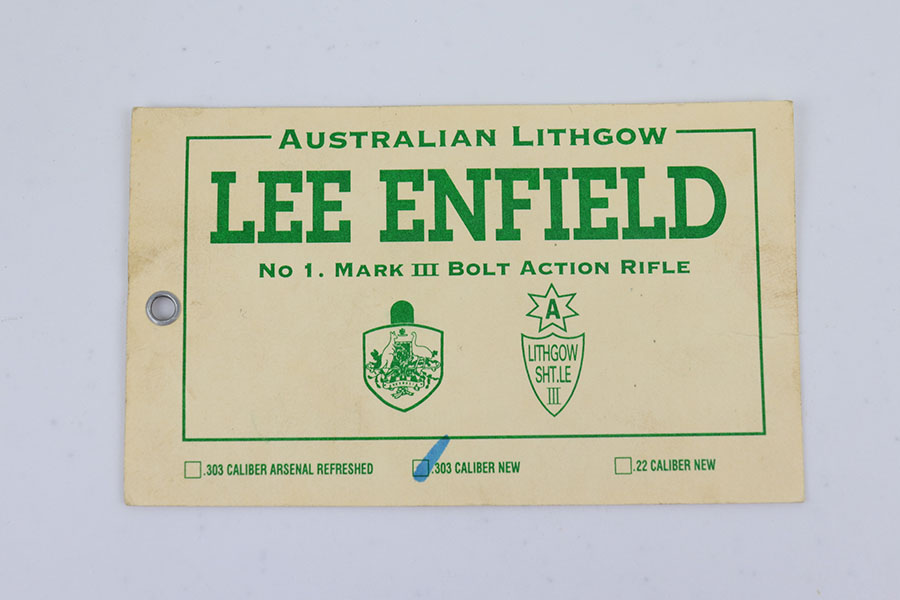 AUSTRALIAN LITHGOW
LEE ENFIELD
NO 1. MARK III BOLT ACTION RIFLE
A
LITHGOW
SHT.LE
III
.303 CALIBER ARSENAL REFRESHED
.303 CALIBER NEW
.22 CALIBER NEW